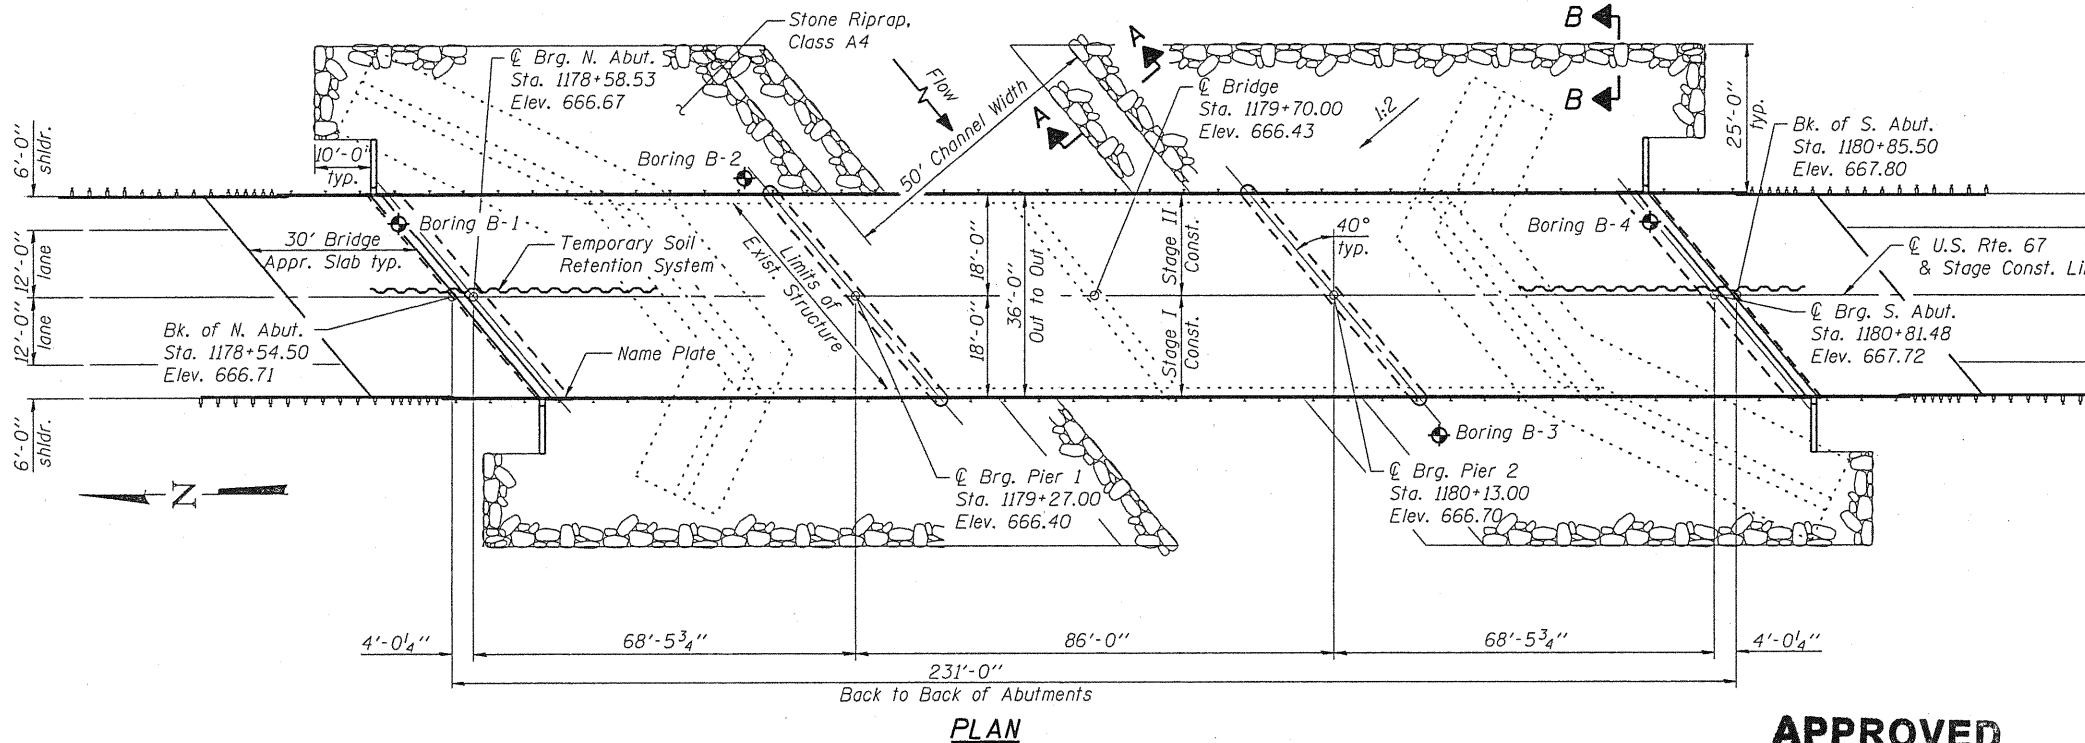 Stone Riprap,
Class A4
℄ Brg. N. Abut.
Sta. 1178+58.53
Elev. 666.67
Flow
50' Channel Width
A
A
℄ Bridge
Sta. 1179+70.00
Elev. 666.43
1:2
B
B
25'-0"
typ.
Bk. of S. Abut.
Sta. 1180+85.50
Elev. 667.80
6'-0"
shldr.
10'-0"
typ.
Boring B-2
Boring B-1
30' Bridge
Appr. Slab typ.
Temporary Soil
Retention System
Limits of
Exist. Structure
18'-0"
18'-0"
36'-0"
Out to Out
Stage II
Const.
Stage I
Const.
40°
typ.
Boring B-4
℄ U.S. Rte. 67
& Stage Const.
12'-0"
lane
12'-0"
lane
Bk. of N. Abut.
Sta. 1178+54.50
Elev. 666.71
Name Plate
℄ Brg. S. Abut.
Sta. 1180+81.48
Elev. 667.72
6'-0"
shldr.
N
Boring B-3
℄ Brg. Pier 1
Sta. 1179+27.00
Elev. 666.40
℄ Brg. Pier 2
Sta. 1180+13.00
Elev. 666.70
4'-0¼"
68'-5¾"
86'-0"
68'-5¾"
4'-0¼"
231'-0"
Back to Back of Abutments
PLAN
APPROVED